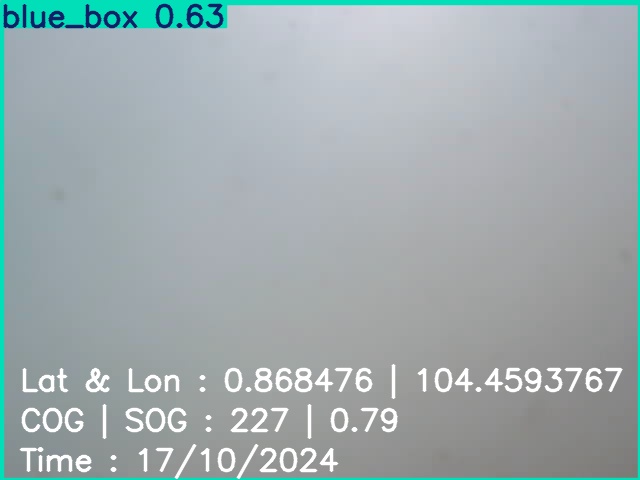 blue_box 0.63
Lat & Lon : 0.868476 | 104.4593767
COG | SOG : 227 | 0.79
Time : 17/10/2024